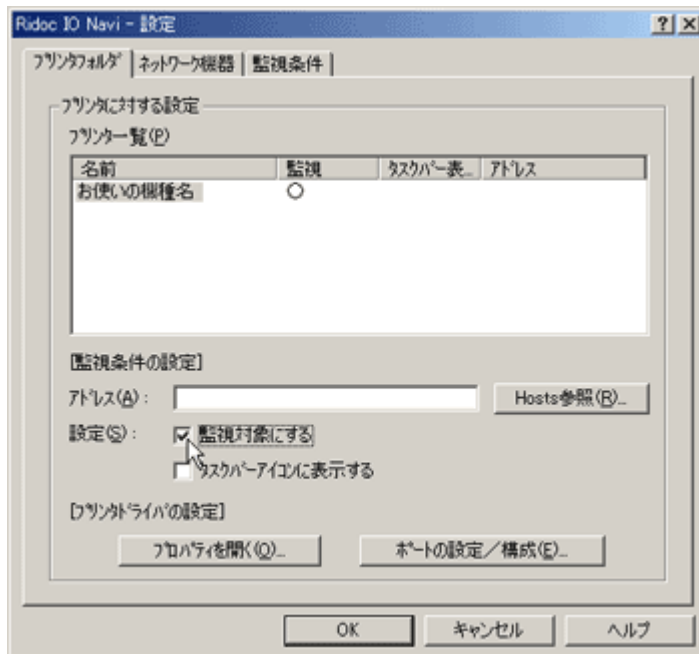 Ridoc IO Navi - 設定
プリンタフォルダ ネットワーク機器 監視条件
プリンタに対する設定
プリンター覧(P)
名前 監視 タスクバー表... アドレス
お使いの機種名 ○
[監視条件の設定]
アドレス(A): Hosts参照(R)...
設定(S): 監視対象にする
タスクバーアイコンに表示する
[プリンタドライバの設定]
プロパティを開く(O)... ポートの設定/構成(E)...
OK キャンセル ヘルプ